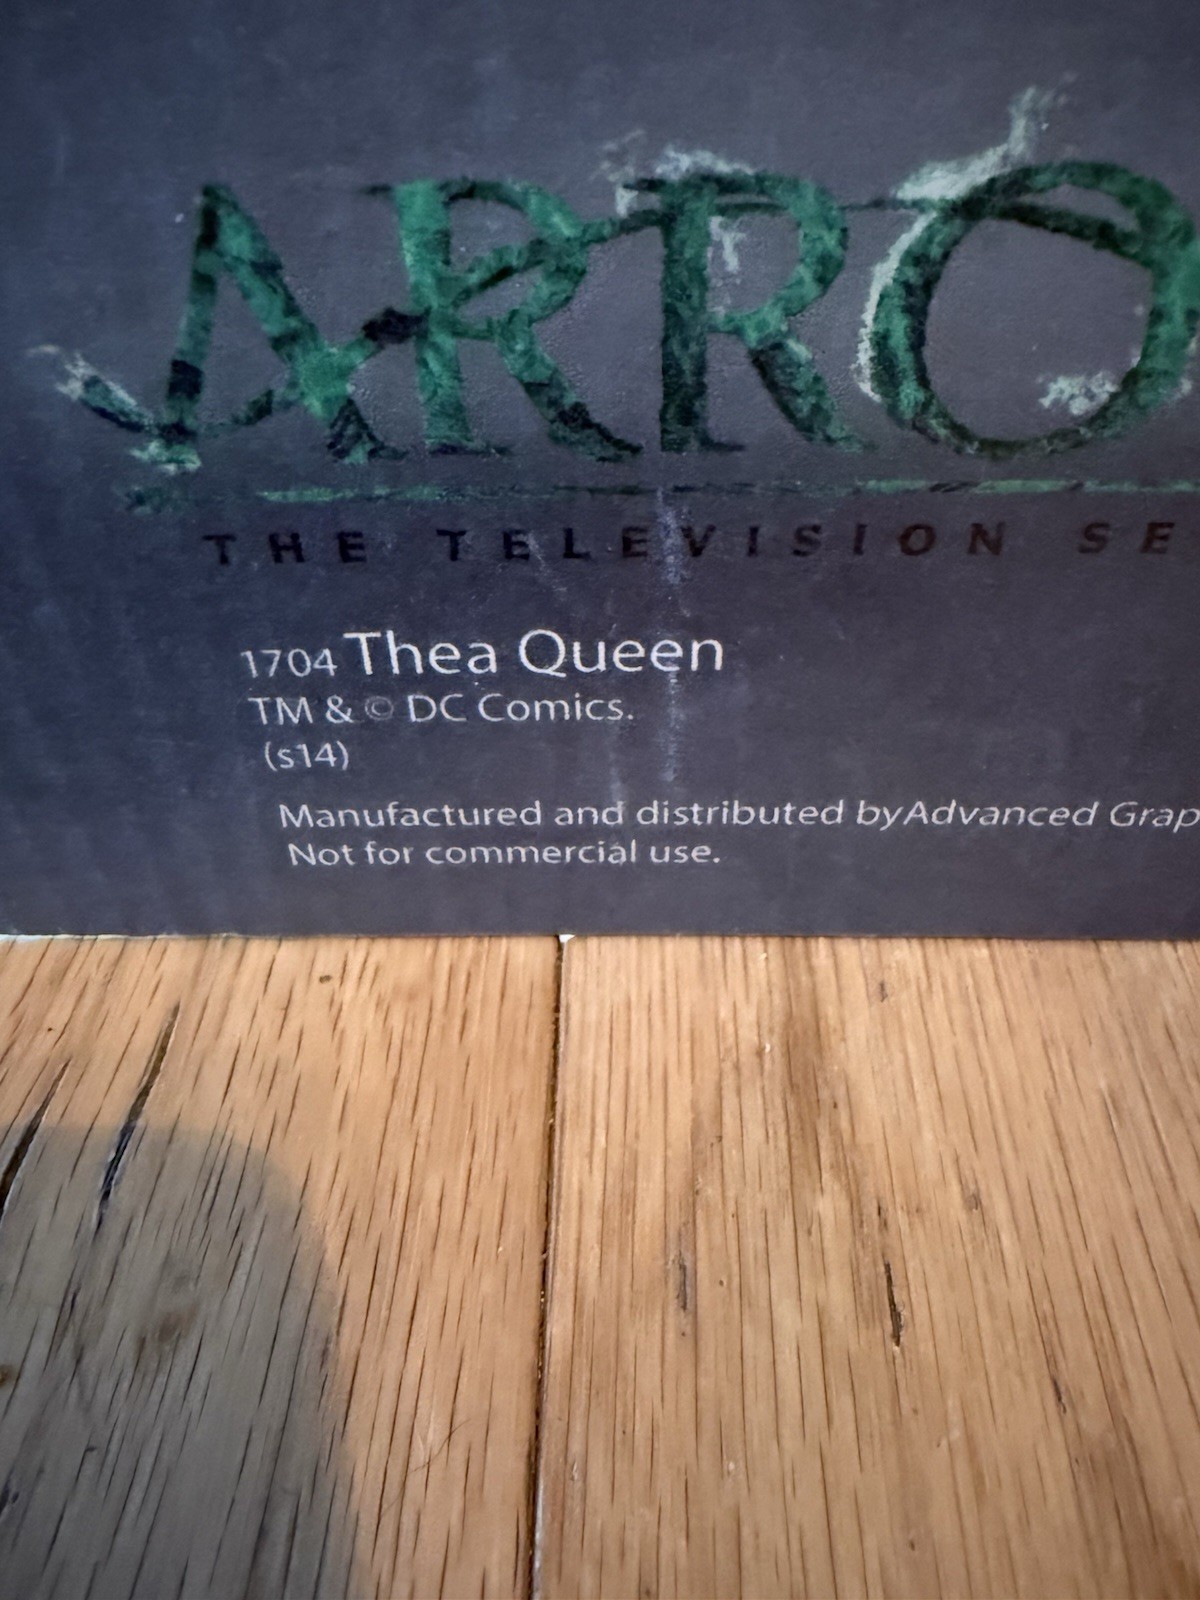 ARRO
THE TELEVISION SE
1704 Thea Queen
TM & © DC Comics.
(s14)
Manufactured and distributed byAdvanced Grap
Not for commercial use.